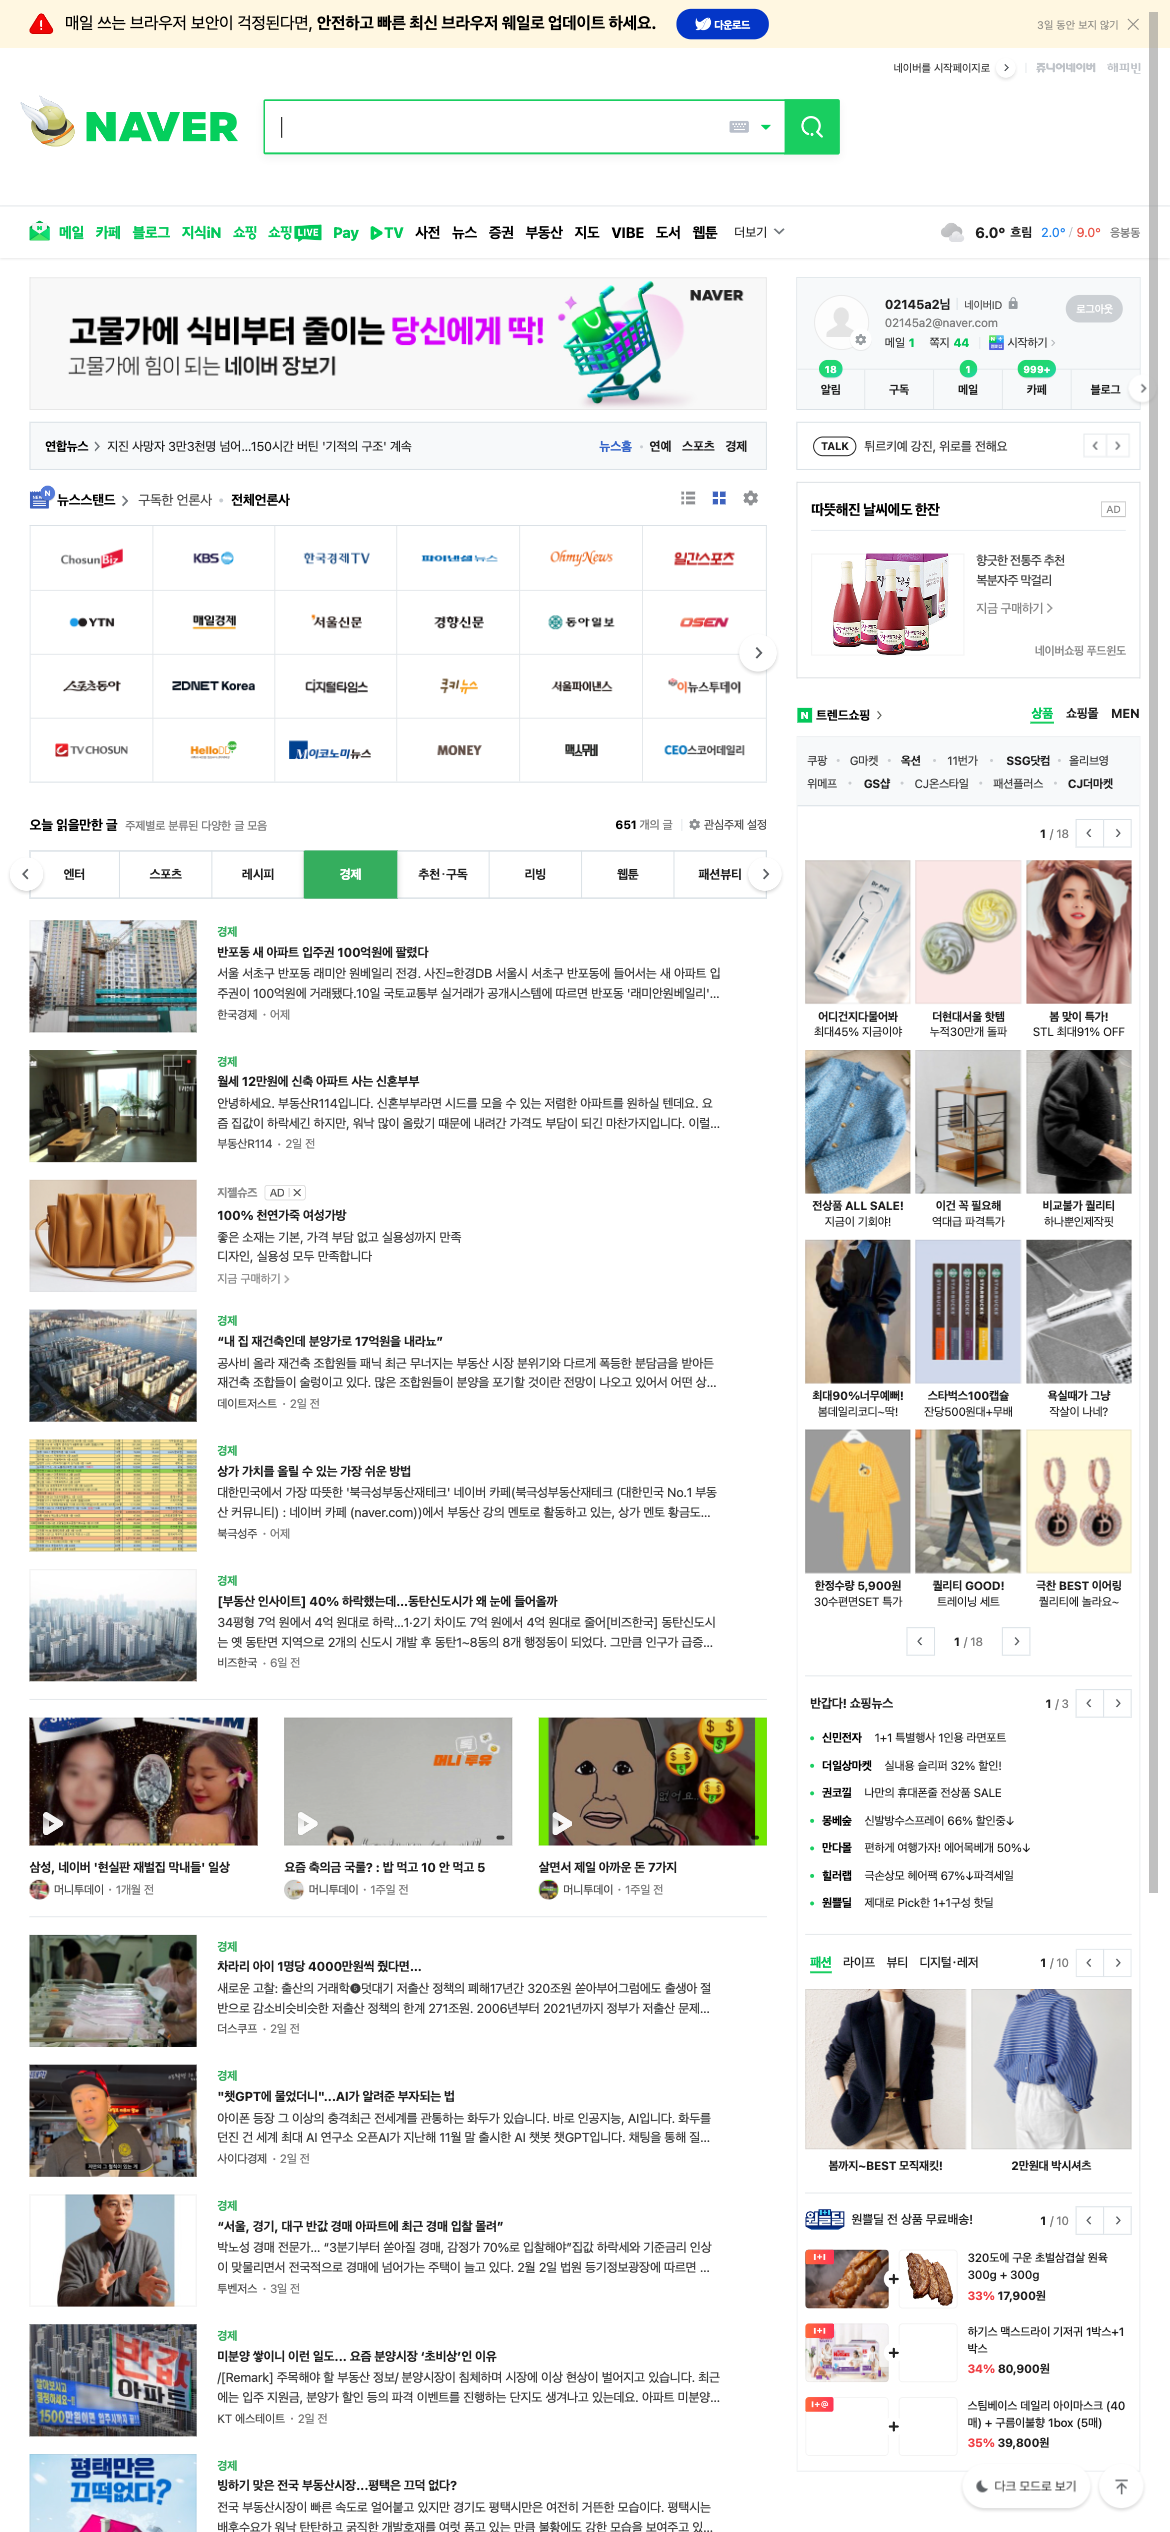 매일 쓰는 브라우저 보안이 걱정된다면, 안전하고 빠른 최신 브라우저 웨일로 업데이트 하세요. 다운로드 3일 동안 보지 않기
네이버를 시작페이지로 쥬니어네이버 해피빈
NAVER
메일 카페 블로그 지식iN 쇼핑 쇼핑LIVE Pay TV 사전 뉴스 증권 부동산 지도 VIBE 도서 웹툰 더보기
6.0° 흐림 2.0° / 9.0° 응봉동
고물가에 식비부터 줄이는 당신에게 딱!
고물가에 힘이 되는 네이버 장보기
NAVER
02145a2님 네이버ID 로그아웃
02145a2@naver.com
메일 1 쪽지 44 시작하기
18 1 999+
알림 구독 메일 카페 블로그
연합뉴스 지진 사망자 3만3천명 넘어...150시간 버틴 '기적의 구조' 계속 뉴스홈 연예 스포츠 경제
TALK 튀르키예 강진, 위로를 전해요
뉴스스탠드 구독한 언론사 전체언론사
ChosunBiz KBS 한국경제TV 파이낸셜뉴스 OhmyNews 일간스포츠
YTN 매일경제 서울신문 경향신문 동아일보 OSEN
스포츠동아 ZDNET Korea 디지털타임스 쿠키뉴스 서울파이낸스 이뉴스투데이
TV CHOSUN HelloDD 이코노미뉴스 MONEY 맥스무비 CEO스코어데일리
따뜻해진 날씨에도 한잔 AD
향긋한 전통주 추천
복분자주 막걸리
지금 구매하기
네이버쇼핑 푸드윈도
트렌드쇼핑 상품 쇼핑몰 MEN
쿠팡 G마켓 옥션 11번가 SSG닷컴 올리브영
위메프 GS샵 CJ온스타일 패션플러스 CJ더마켓
1 / 18
어디건지다물어봐
최대45% 지금이야
더현대서울 핫템
누적30만개 돌파
봄 맞이 특가!
STL 최대91% OFF
전상품 ALL SALE!
지금이 기회야!
이건 꼭 필요해
역대급 파격특가
비교불가 퀄리티
하나뿐인제작핏
최대90%너무예뻐!
봄데일리코디~딱!
스타벅스100캡슐
잔당500원대+무배
욕실때가 그냥
작살이 나네?
한정수량 5,900원
30수편면SET 특가
퀄리티 GOOD!
트레이닝 세트
극찬 BEST 이어링
퀄리티에 놀라요~
1 / 18
오늘 읽을만한 글 주제별로 분류된 다양한 글 모음 651 개의 글 관심주제 설정
엔터 스포츠 레시피 경제 추천·구독 리빙 웹툰 패션뷰티
경제
반포동 새 아파트 입주권 100억원에 팔렸다
서울 서초구 반포동 래미안 원베일리 전경. 사진=한경DB 서울시 서초구 반포동에 들어서는 새 아파트 입
주권이 100억원에 거래됐다.10일 국토교통부 실거래가 공개시스템에 따르면 반포동 '래미안원베일리'...
한국경제 · 어제
경제
월세 12만원에 신축 아파트 사는 신혼부부
안녕하세요. 부동산R114입니다. 신혼부부라면 시드를 모을 수 있는 저렴한 아파트를 원하실 텐데요. 요
즘 집값이 하락세긴 하지만, 워낙 많이 올랐기 때문에 내려간 가격도 부담이 되긴 마찬가지입니다. 이럴...
부동산R114 · 2일 전
지젤슈즈 AD
100% 천연가죽 여성가방
좋은 소재는 기본, 가격 부담 없고 실용성까지 만족
디자인, 실용성 모두 만족합니다
지금 구매하기
경제
“내 집 재건축인데 분양가로 17억원을 내라뇨”
공사비 올라 재건축 조합원들 패닉 최근 무너지는 부동산 시장 분위기와 다르게 폭등한 분담금을 받아든
재건축 조합들이 술렁이고 있다. 많은 조합원들이 분양을 포기할 것이란 전망이 나오고 있어서 어떤 상...
데이트저스트 · 2일 전
경제
상가 가치를 올릴 수 있는 가장 쉬운 방법
대한민국에서 가장 따뜻한 '북극성부동산재테크' 네이버 카페(북극성부동산재테크 (대한민국 No.1 부동
산 커뮤니티) : 네이버 카페 (naver.com))에서 부동산 강의 멘토로 활동하고 있는, 상가 멘토 황금도...
북극성주 · 어제
경제
[부동산 인사이트] 40% 하락했는데...동탄신도시가 왜 눈에 들어올까
34평형 7억 원에서 4억 원대로 하락...1·2기 차이도 7억 원에서 4억 원대로 줄어[비즈한국] 동탄신도시
는 옛 동탄면 지역으로 2개의 신도시 개발 후 동탄1~8동의 8개 행정동이 되었다. 그만큼 인구가 급증...
비즈한국 · 6일 전
머니투유
삼성, 네이버 '현실판 재벌집 막내들' 일상
머니투데이 · 1개월 전
요즘 축의금 국룰? : 밥 먹고 10 안 먹고 5
머니투데이 · 1주일 전
살면서 제일 아까운 돈 7가지
머니투데이 · 1주일 전
경제
차라리 아이 1명당 4000만원씩 줬다면...
새로운 고찰: 출산의 거래학❻덧대기 저출산 정책의 폐해17년간 320조원 쏟아부어그럼에도 출생아 절
반으로 감소비슷비슷한 저출산 정책의 한계 271조원. 2006년부터 2021년까지 정부가 저출산 문제...
더스쿠프 · 2일 전
경제
"챗GPT에 물었더니"...AI가 알려준 부자되는 법
아이폰 등장 그 이상의 충격최근 전세계를 관통하는 화두가 있습니다. 바로 인공지능, AI입니다. 화두를
던진 건 세계 최대 AI 연구소 오픈AI가 지난해 11월 말 출시한 AI 챗봇 챗GPT입니다. 채팅을 통해 질...
사이다경제 · 2일 전
경제
“서울, 경기, 대구 반값 경매 아파트에 최근 경매 입찰 몰려”
박노성 경매 전문가... “3분기부터 쏟아질 경매, 감정가 70%로 입찰해야”집값 하락세와 기준금리 인상
이 맞물리면서 전국적으로 경매에 넘어가는 주택이 늘고 있다. 2월 2일 법원 등기정보광장에 따르면 ...
투벤저스 · 3일 전
반값
아파트
1500만원이면
경제
미분양 쌓이니 이런 일도... 요즘 분양시장 ‘초비상’인 이유
/[Remark] 주목해야 할 부동산 정보/ 분양시장이 침체하며 시장에 이상 현상이 벌어지고 있습니다. 최근
에는 입주 지원금, 분양가 할인 등의 파격 이벤트를 진행하는 단지도 생겨나고 있는데요. 아파트 미분양...
KT 에스테이트 · 2일 전
평택만은
끄떡없다?
경제
빙하기 맞은 전국 부동산시장...평택은 끄덕 없다?
전국 부동산시장이 빠른 속도로 얼어붙고 있지만 경기도 평택시만은 여전히 거뜬한 모습이다. 평택시는
배후수요가 워낙 탄탄하고 굵직한 개발호재를 여럿 품고 있는 만큼 불황에도 강한 모습을 보여주고 있...
반갑다! 쇼핑뉴스 1 / 3
신민전자 1+1 특별행사 1인용 라면포트
더일상마켓 실내용 슬리퍼 32% 할인!
권코낄 나만의 휴대폰줄 전상품 SALE
몽베숲 신발방수스프레이 66% 할인중↓
만다몰 편하게 여행가자! 에어목베개 50%↓
힐러랩 극손상모 헤어팩 67%↓파격세일
원쁠딜 제대로 Pick한 1+1구성 핫딜
패션 라이프 뷰티 디지털·레저 1 / 10
봄까지~BEST 모직재킷!
2만원대 박시셔츠
원쁠딜 원쁠딜 전 상품 무료배송! 1 / 10
1+1
320도에 구운 초벌삼겹살 원육
300g + 300g
33% 17,900원
1+1
하기스 맥스드라이 기저귀 1박스+1
박스
34% 80,900원
1+@
스팀베이스 데일리 아이마스크 (40
매) + 구름이불향 1box (5매)
35% 39,800원
다크 모드로 보기